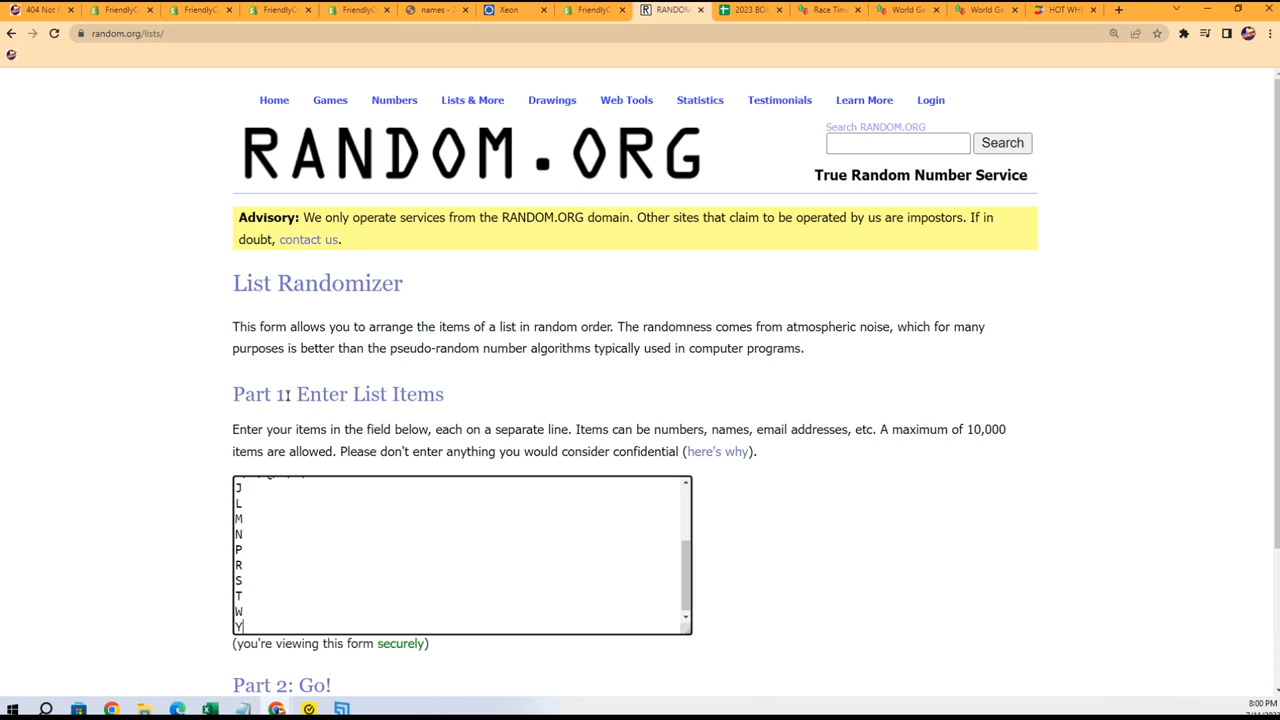 404 Not F
FriendlyC
FriendlyC
FriendlyC
FriendlyC
names -
Xeon
FriendlyC
RANDOM
2023 BO
Race Tim
World Ga
World Ga
HOT WH
random.org/lists/
Home Games Numbers Lists & More Drawings Web Tools Statistics Testimonials Learn More Login
Search RANDOM.ORG
RANDOM.ORG
Search
True Random Number Service
Advisory: We only operate services from the RANDOM.ORG domain. Other sites that claim to be operated by us are impostors. If in
doubt, contact us.
List Randomizer
This form allows you to arrange the items of a list in random order. The randomness comes from atmospheric noise, which for many
purposes is better than the pseudo-random number algorithms typically used in computer programs.
Part 1: Enter List Items
Enter your items in the field below, each on a separate line. Items can be numbers, names, email addresses, etc. A maximum of 10,000
items are allowed. Please don't enter anything you would consider confidential (here's why).
J
L
M
N
P
R
S
T
W
Y
(you're viewing this form securely)
Part 2: Go!
8:00 PM